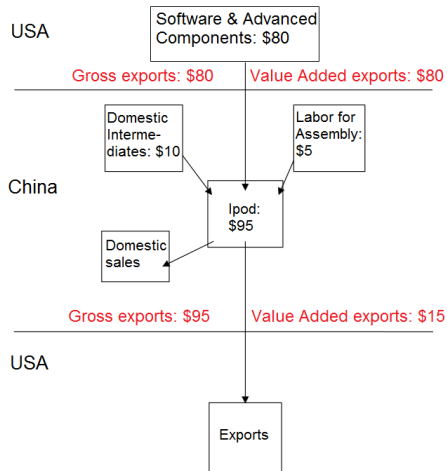 USA
Software & Advanced
Components: $80
Gross exports: $80
Value Added exports: $80
Domestic
Interme-
diates: $10
Labor for
Assembly:
$5
China
Ipod:
$95
Domestic
sales
Gross exports: $95
Value Added exports: $15
USA
Exports